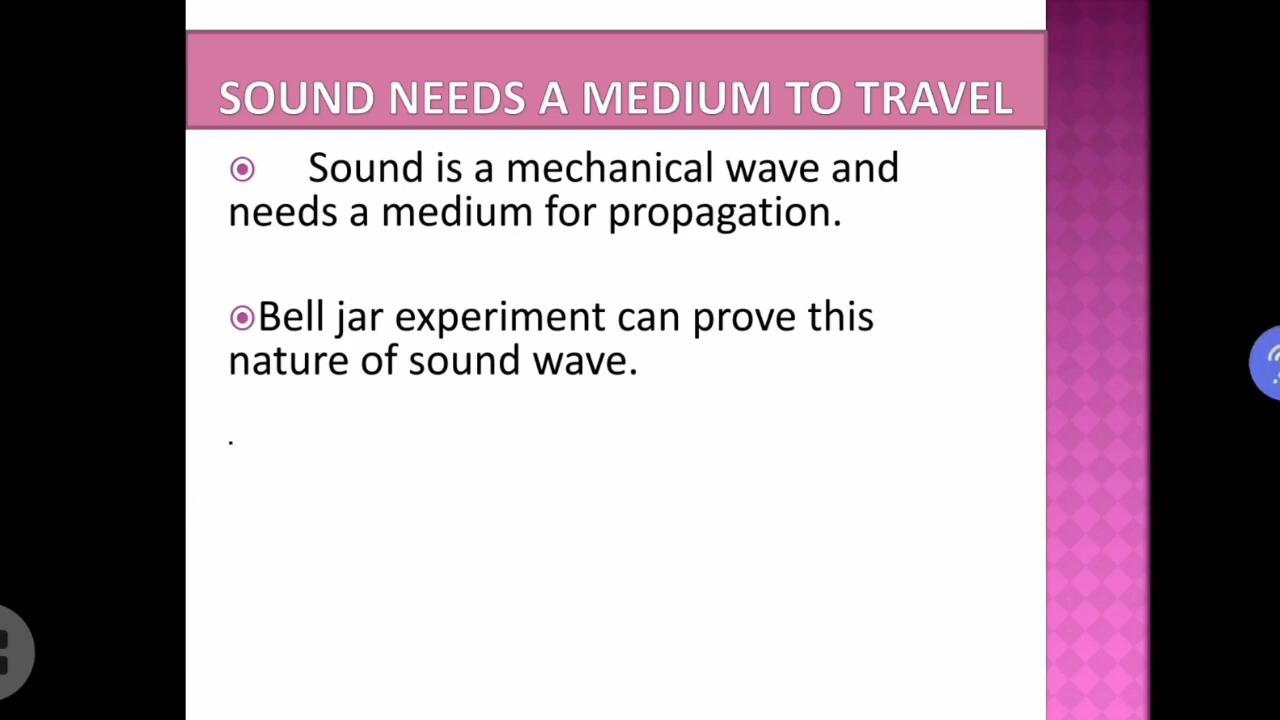 SOUND NEEDS A MEDIUM TO TRAVEL
Sound is a mechanical wave and
needs a medium for propagation.
Bell jar experiment can prove this
nature of sound wave.
.